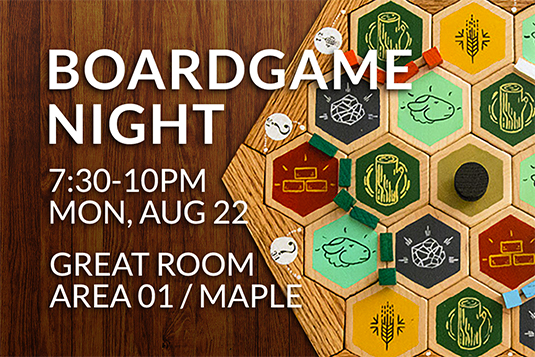 BOARDGAME
NIGHT
7:30-10PM
MON, AUG 22
GREAT ROOM
AREA 01 / MAPLE